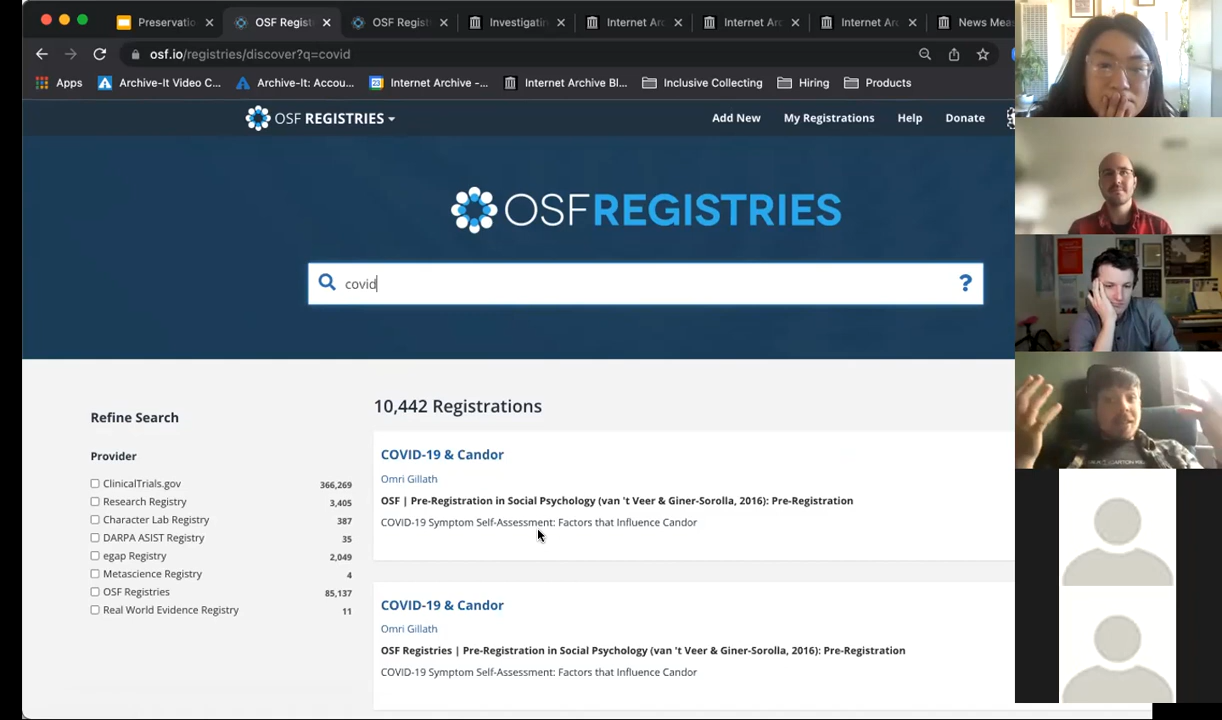 Preservatio
OSF Regist
OSF Registr
Investigatin
Internet Arc
Internet Arc
Internet Arc
News Mea
osf.io/registries/discover?q=covid
Apps
Archive-It Video C...
Archive-It: Accou...
Internet Archive -...
Internet Archive Bl...
Inclusive Collecting
Hiring
Products
OSF REGISTRIES
Add New
My Registrations
Help
Donate
OSFREGISTRIES
covid
?
Refine Search
Provider
ClinicalTrials.gov 366,269
Research Registry 3,405
Character Lab Registry 387
DARPA ASIST Registry 35
egap Registry 2,049
Metascience Registry 4
OSF Registries 85,137
Real World Evidence Registry 11
10,442 Registrations
COVID-19 & Candor
Omri Gillath
OSF | Pre-Registration in Social Psychology (van 't Veer & Giner-Sorolla, 2016): Pre-Registration
COVID-19 Symptom Self-Assessment: Factors that Influence Candor
COVID-19 & Candor
Omri Gillath
OSF Registries | Pre-Registration in Social Psychology (van 't Veer & Giner-Sorolla, 2016): Pre-Registration
COVID-19 Symptom Self-Assessment: Factors that Influence Candor